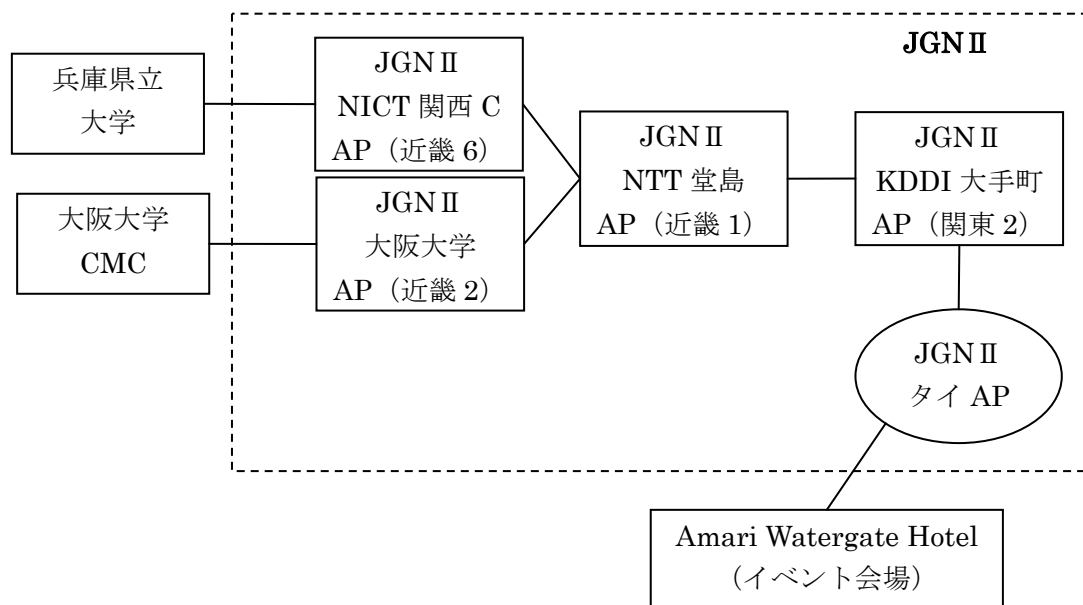 JGNⅡ
兵庫県立
大学
JGNⅡ
NICT 関西 C
AP（近畿 6）
JGNⅡ
NTT 堂島
AP（近畿 1）
JGNⅡ
KDDI 大手町
AP（関東 2）
大阪大学
CMC
JGNⅡ
大阪大学
AP（近畿 2）
JGNⅡ
タイ AP
Amari Watergate Hotel
（イベント会場）